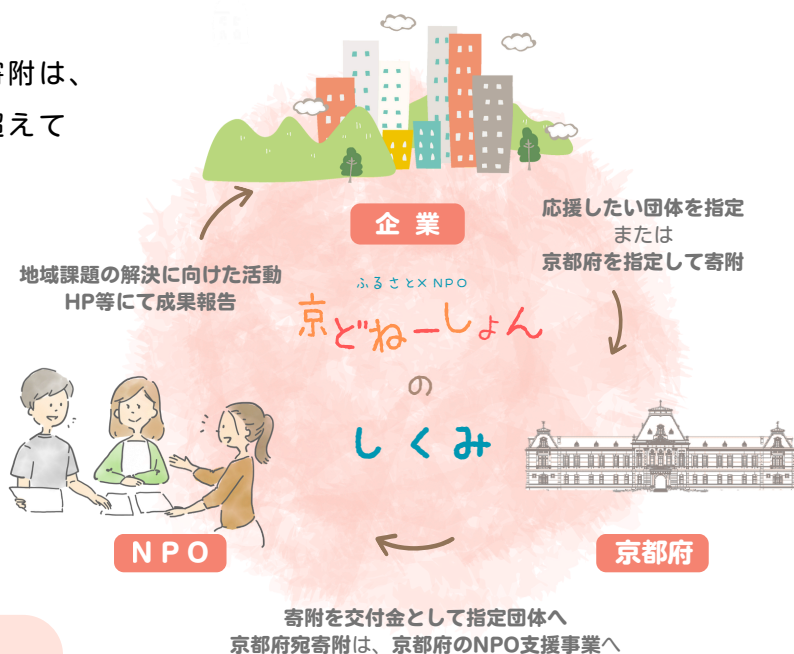 寄附は、
超えて
企業
応援したい団体を指定
または
京都府を指定して寄附
地域課題の解決に向けた活動
HP等にて成果報告
ふるさと×NPO
京どねーしょん
の
しくみ
NPO
京都府
寄附を交付金として指定団体へ
京都府宛寄附は、京都府のNPO支援事業へ